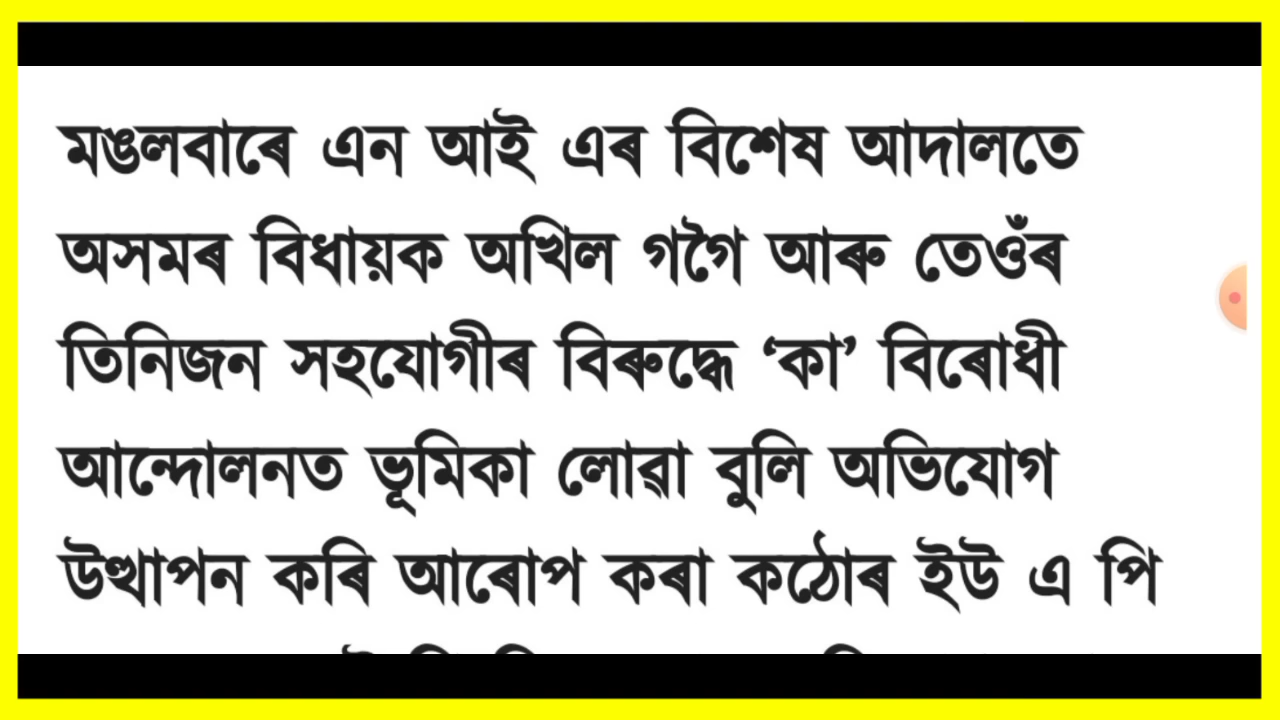 মঙলবাৰে এন আই এৰ বিশেষ আদালতে
অসমৰ বিধায়ক অখিল গগৈ আৰু তেওঁৰ
তিনিজন সহযোগীৰ বিৰুদ্ধে ‘কা’ বিৰোধী
আন্দোলনত ভূমিকা লোৱা বুলি অভিযোগ
উত্থাপন কৰি আৰোপ কৰা কঠোৰ ইউ এ পি